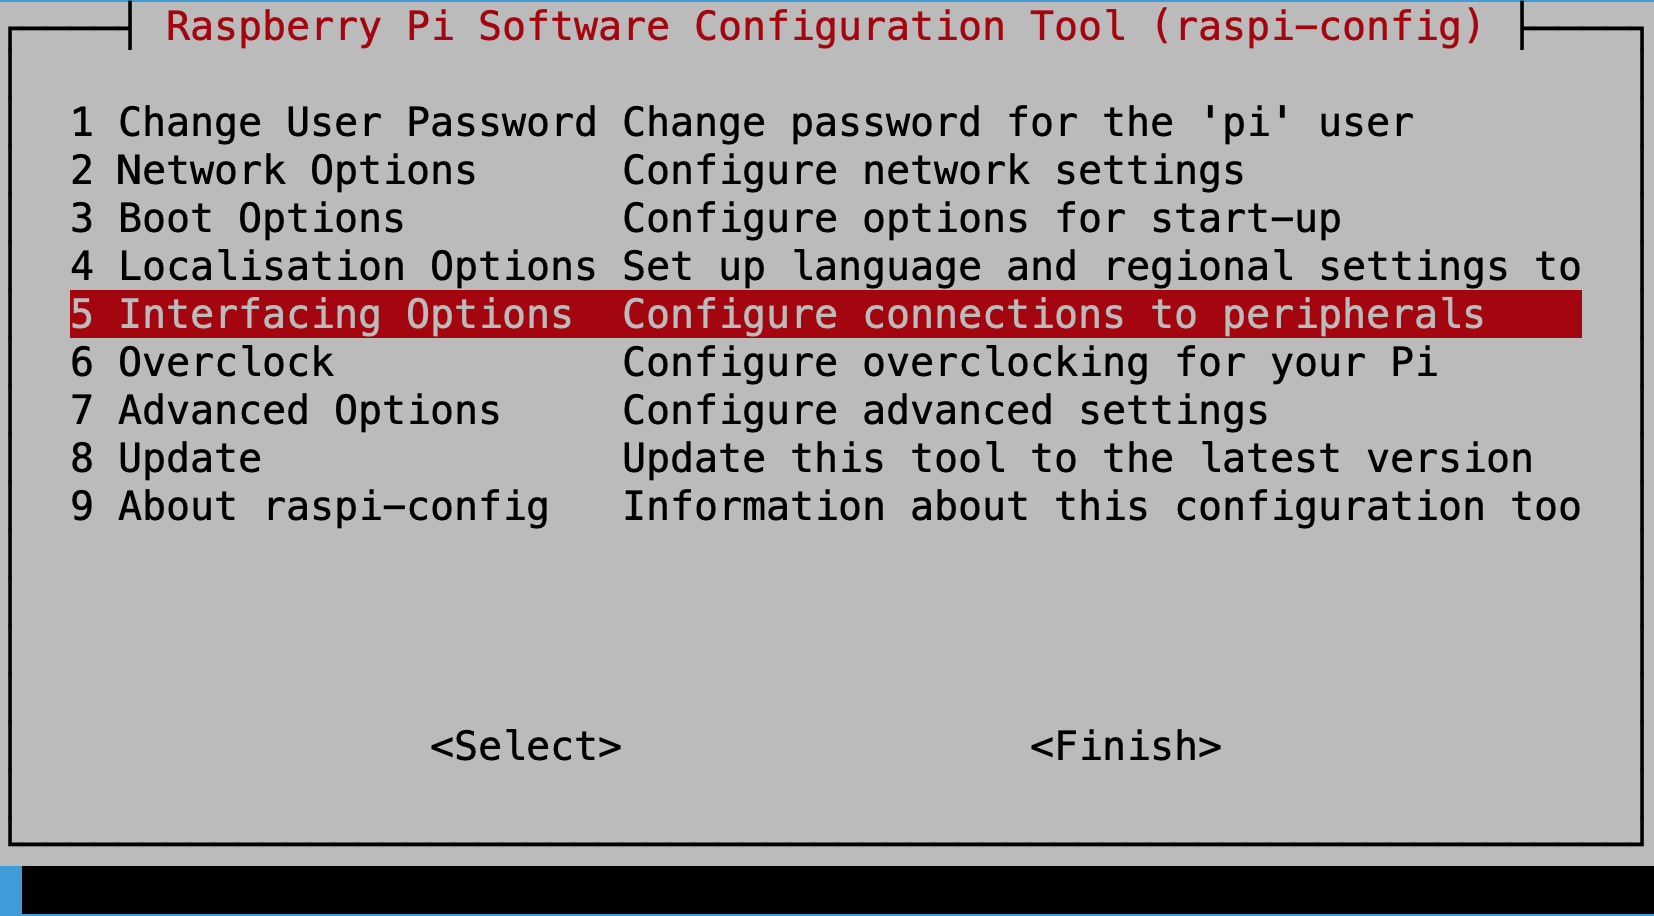 Raspberry Pi Software Configuration Tool (raspi-config)
1 Change User Password Change password for the 'pi' user
2 Network Options Configure network settings
3 Boot Options Configure options for start-up
4 Localisation Options Set up language and regional settings to
5 Interfacing Options Configure connections to peripherals
6 Overclock Configure overclocking for your Pi
7 Advanced Options Configure advanced settings
8 Update Update this tool to the latest version
9 About raspi-config Information about this configuration too
<Select> <Finish>